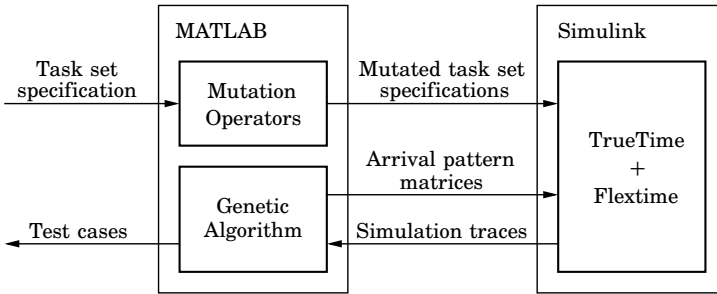 MATLAB
Simulink
Task set
specification
Mutation
Operators
Mutated task set
specifications
TrueTime
+
Flextime
Arrival pattern
matrices
Genetic
Algorithm
Test cases
Simulation traces